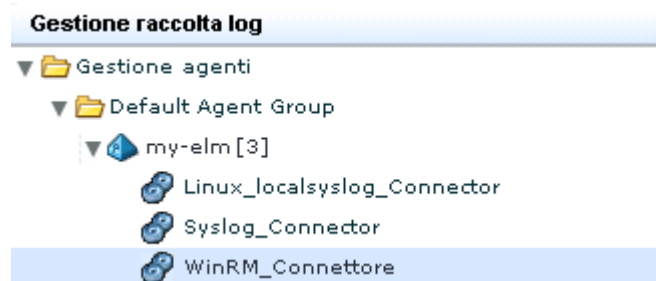 Gestione raccolta log
Gestione agenti
Default Agent Group
my-elm [3]
Linux_localsyslog_Connector
Syslog_Connector
WinRM_Connettore